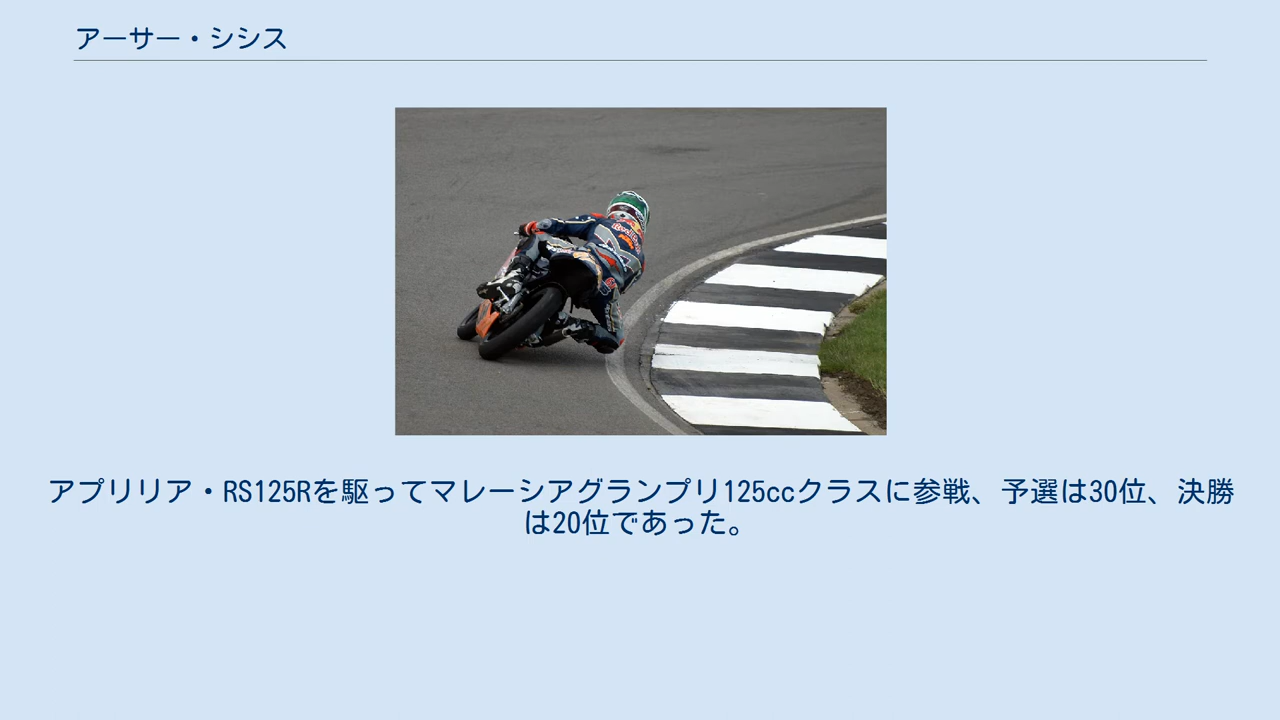 アーサー・シシス
アプリリア・RS125Rを駆ってマレーシアグランプリ125ccクラスに参戦、予選は30位、決勝
は20位であった。